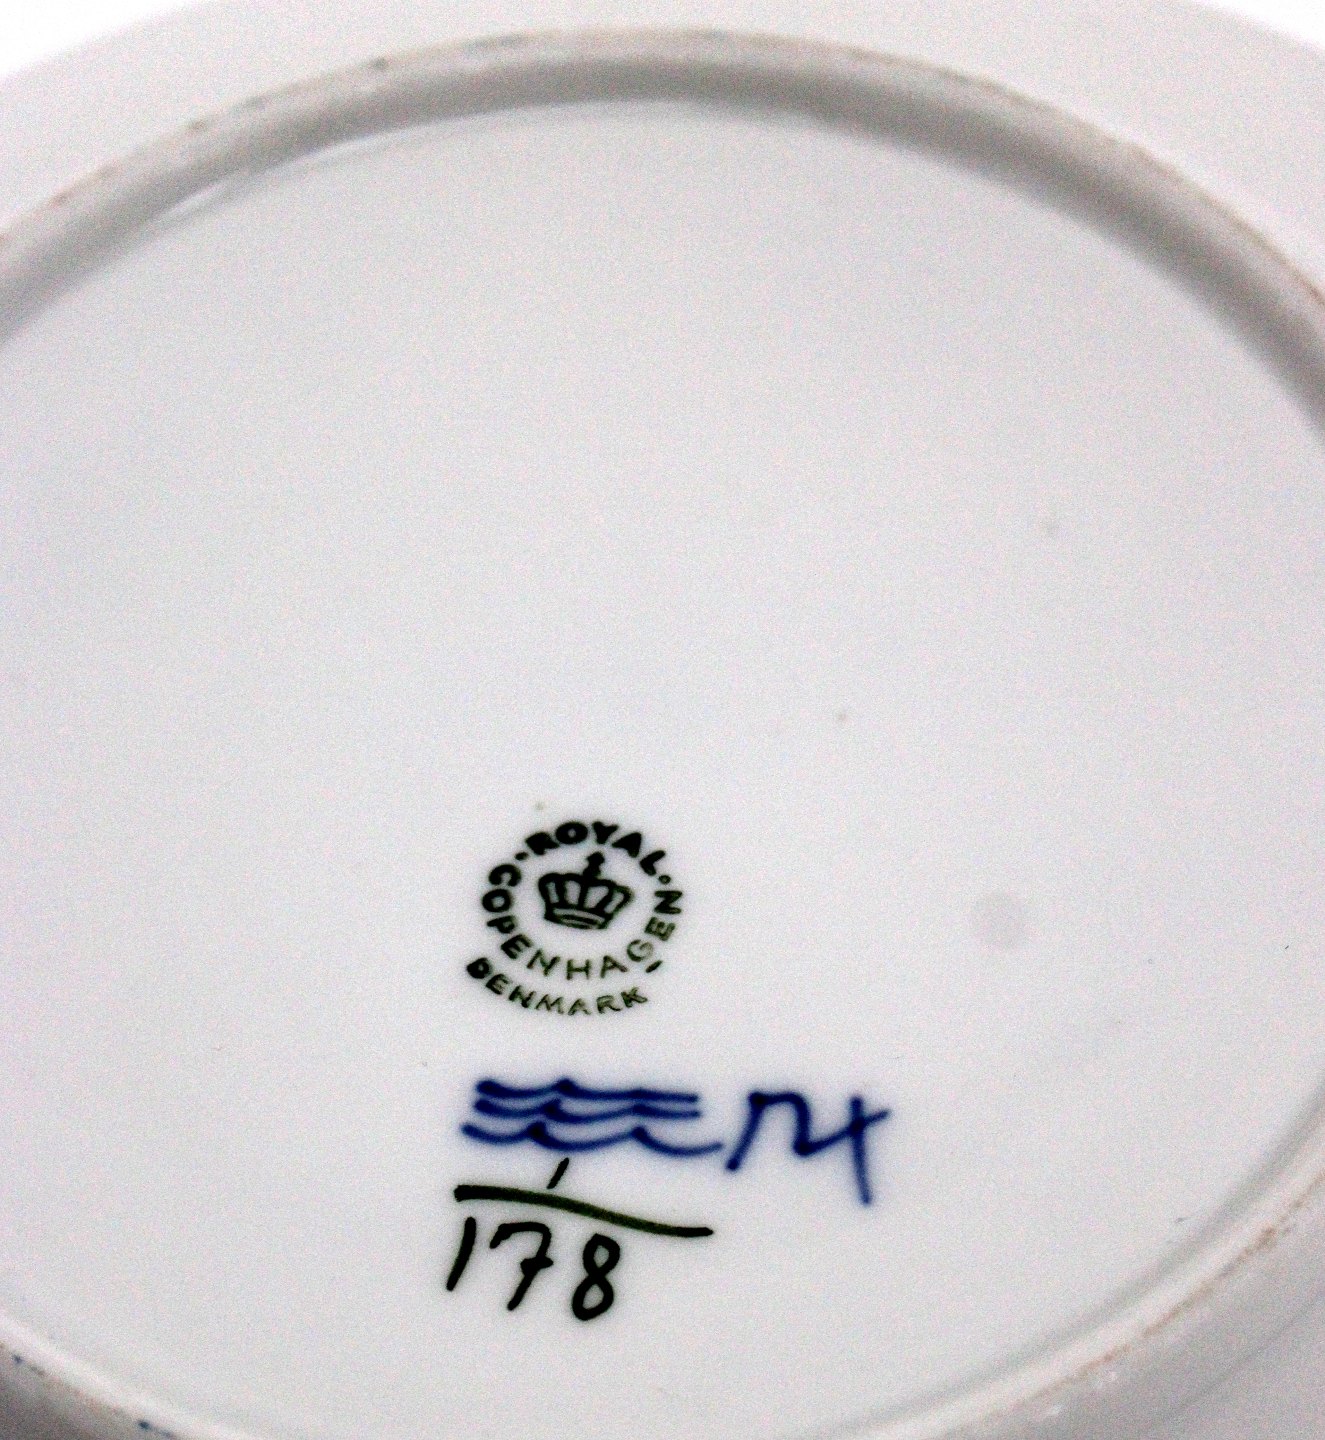 ROYAL
COPENHAGEN
DENMARK
1
178